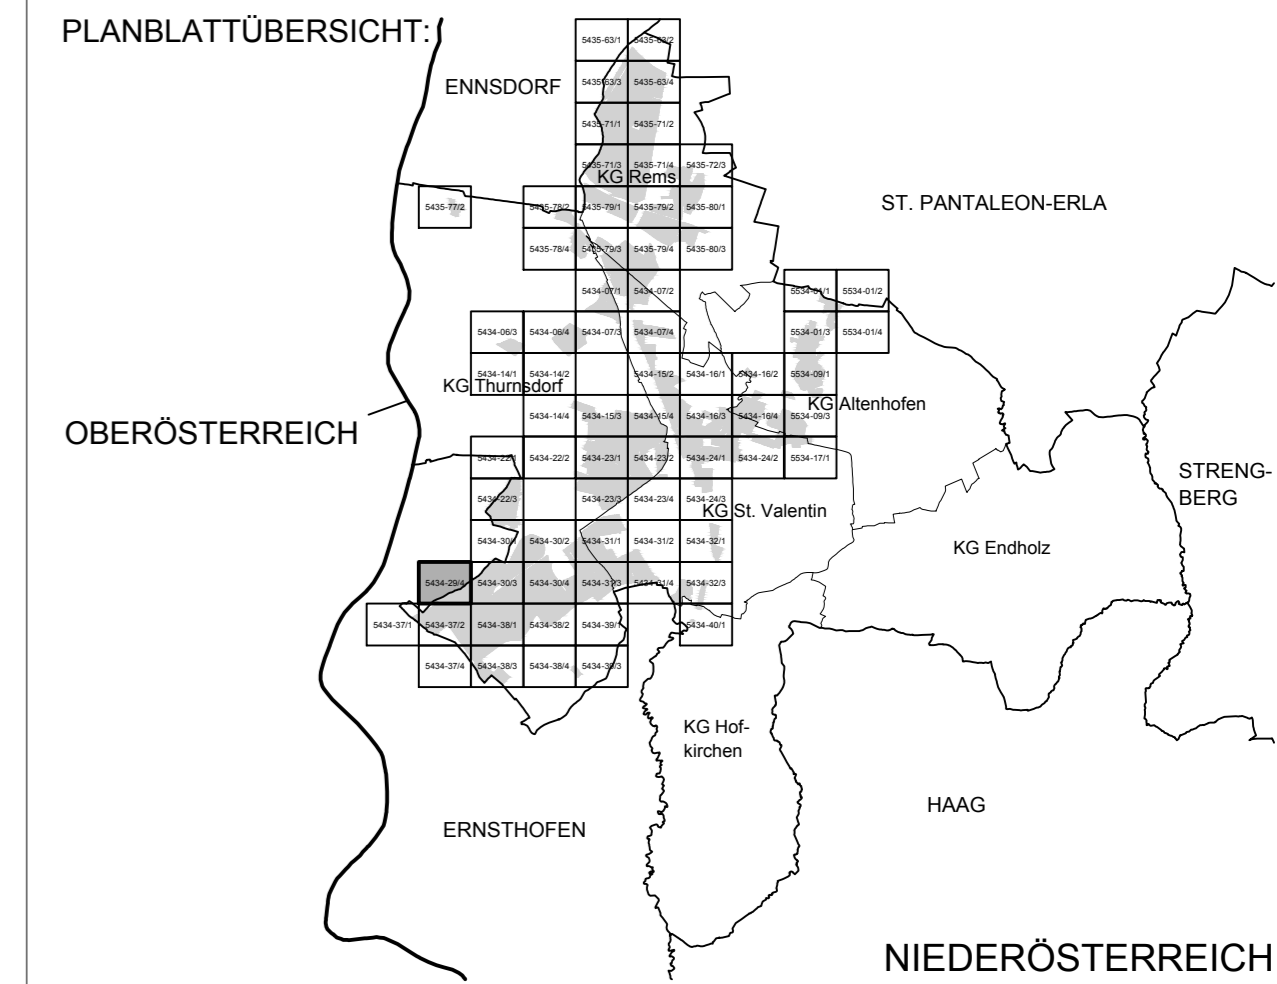 PLANBLATTÜBERSICHT:
5435-63/1 5435-63/2
ENNSDORF
5435-63/3 5435-63/4
5435-71/1 5435-71/2
5435-71/3 5435-71/4 5435-72/3
KG Rems
ST. PANTALEON-ERLA
5435-77/2 5435-78/2 5435-79/1 5435-79/2 5435-80/1
5435-78/4 5435-79/3 5435-79/4 5435-80/3
5434-07/1 5434-07/2 5534-01/1 5534-01/2
5434-06/3 5434-06/4 5434-07/3 5434-07/4 5534-01/3 5534-01/4
5434-14/1 5434-14/2 5434-15/2 5434-16/1 5434-16/2 5534-09/1
KG Thurnsdorf
KG Altenhofen
5434-14/4 5434-15/3 5434-15/4 5434-16/3 5434-16/4 5534-09/3
OBERÖSTERREICH
5434-22/1 5434-22/2 5434-23/1 5434-23/2 5434-24/1 5434-24/2 5534-17/1
STRENG-
BERG
5434-22/3 5434-23/3 5434-23/4 5434-24/3
KG St. Valentin
5434-30/1 5434-30/2 5434-31/1 5434-31/2 5434-32/1
KG Endholz
5434-29/4 5434-30/3 5434-30/4 5434-31/3 5434-31/4 5434-32/3
5434-37/1 5434-37/2 5434-38/1 5434-38/2 5434-39/1 5434-40/1
5434-37/4 5434-38/3 5434-38/4 5434-39/3
KG Hof-
kirchen
HAAG
ERNSTHOFEN
NIEDERÖSTERREICH